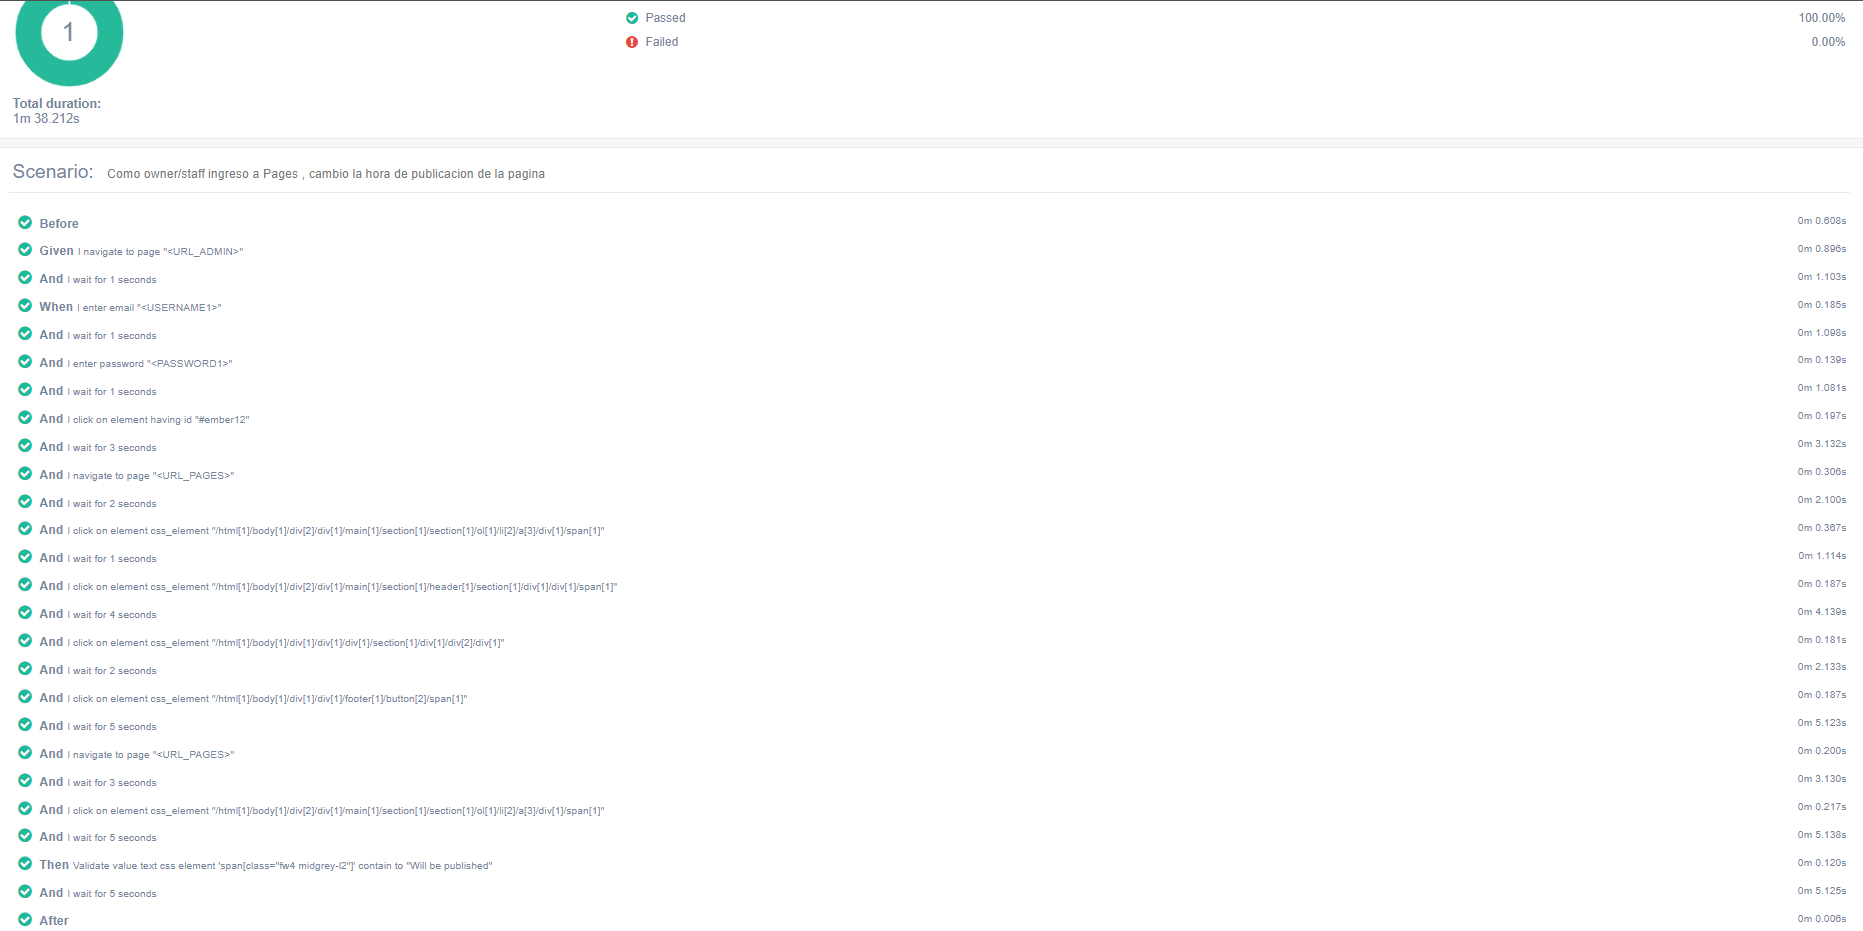 1
Passed 100.00%
Failed 0.00%
Total duration:
1m 38.212s
Scenario: Como owner/staff ingreso a Pages , cambio la hora de publicacion de la pagina
Before 0m 0.608s
Given I navigate to page "<URL_ADMIN>" 0m 0.896s
And I wait for 1 seconds 0m 1.103s
When I enter email "<USERNAME1>" 0m 0.185s
And I wait for 1 seconds 0m 1.098s
And I enter password "<PASSWORD1>" 0m 0.139s
And I wait for 1 seconds 0m 1.081s
And I click on element having id "#ember12" 0m 0.197s
And I wait for 3 seconds 0m 3.132s
And I navigate to page "<URL_PAGES>" 0m 0.306s
And I wait for 2 seconds 0m 2.100s
And I click on element css_element "/html[1]/body[1]/div[2]/div[1]/main[1]/section[1]/section[1]/ol[1]/li[2]/a[3]/div[1]/span[1]" 0m 0.367s
And I wait for 1 seconds 0m 1.114s
And I click on element css_element "/html[1]/body[1]/div[2]/div[1]/main[1]/section[1]/header[1]/section[1]/div[1]/div[1]/span[1]" 0m 0.187s
And I wait for 4 seconds 0m 4.139s
And I click on element css_element "/html[1]/body[1]/div[1]/div[1]/div[1]/section[1]/div[1]/div[2]/div[1]" 0m 0.181s
And I wait for 2 seconds 0m 2.133s
And I click on element css_element "/html[1]/body[1]/div[1]/div[1]/footer[1]/button[2]/span[1]" 0m 0.187s
And I wait for 5 seconds 0m 5.123s
And I navigate to page "<URL_PAGES>" 0m 0.200s
And I wait for 3 seconds 0m 3.130s
And I click on element css_element "/html[1]/body[1]/div[2]/div[1]/main[1]/section[1]/section[1]/ol[1]/li[2]/a[3]/div[1]/span[1]" 0m 0.217s
And I wait for 5 seconds 0m 5.138s
Then Validate value text css element 'span[class="fw4 midgrey-l2"]' contain to "Will be published" 0m 0.120s
And I wait for 5 seconds 0m 5.125s
After 0m 0.006s